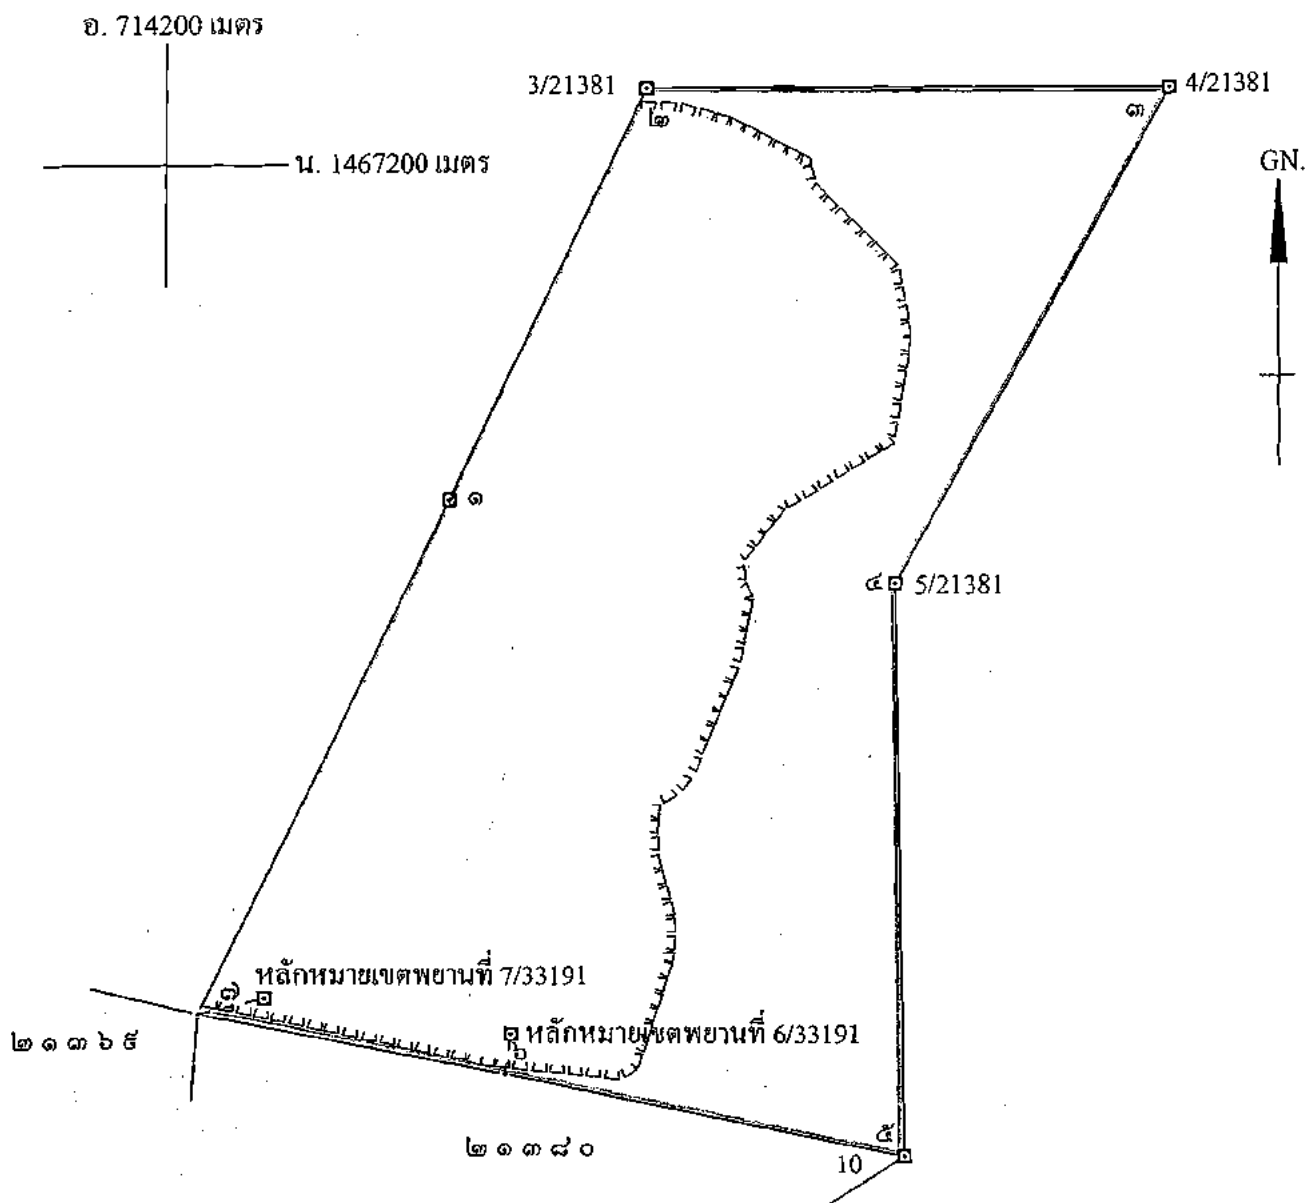 อ. 714200 เมตร
3/21381
4/21381
๒
๓
น. 1467200 เมตร
GN.
๑
๔
5/21381
หลักหมายเขตพยานที่ 7/33191
๗
หลักหมายเขตพยานที่ 6/33191
๖
๒ ๑ ๓ ๖ ๕
๒ ๑ ๓ ๘ ๐
๕
10